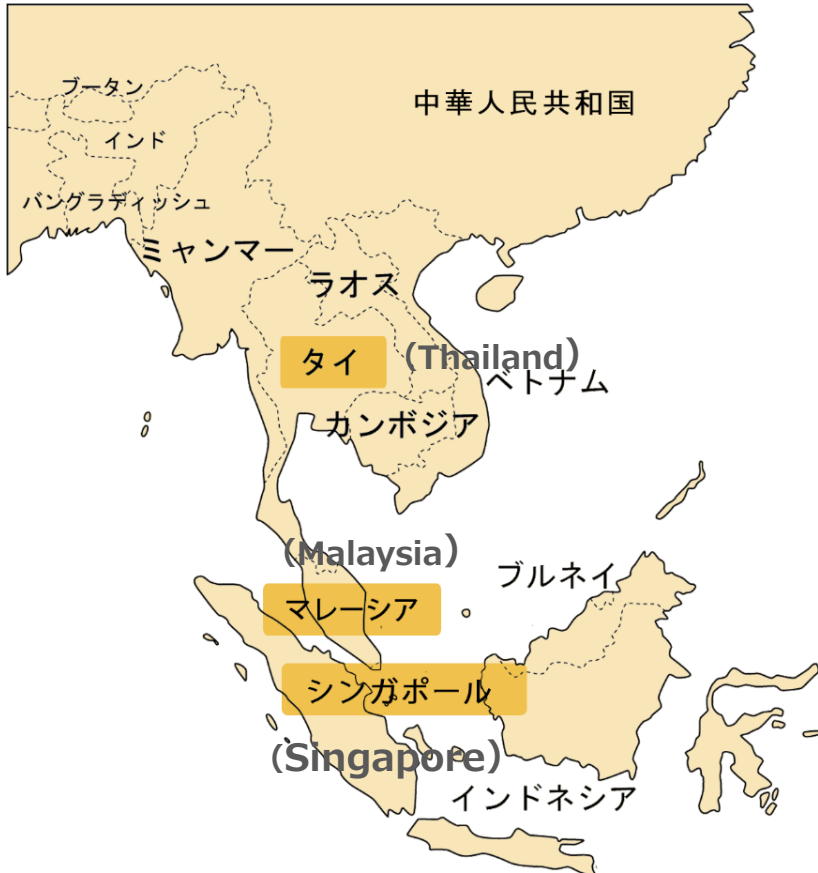 ブータン
中華人民共和国
インド
バングラディッシュ
ミャンマー
ラオス
タイ
(Thailand)
ベトナム
カンボジア
(Malaysia)
ブルネイ
マレーシア
シンガポール
(Singapore)
インドネシア